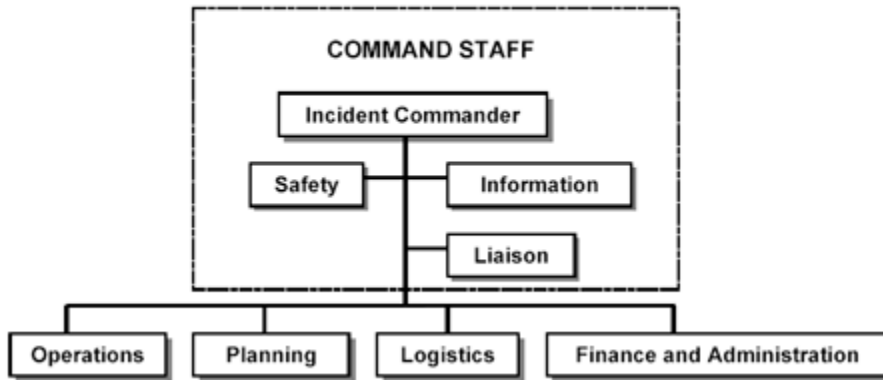 COMMAND STAFF
Incident Commander
Safety
Information
Liaison
Operations
Planning
Logistics
Finance and Administration